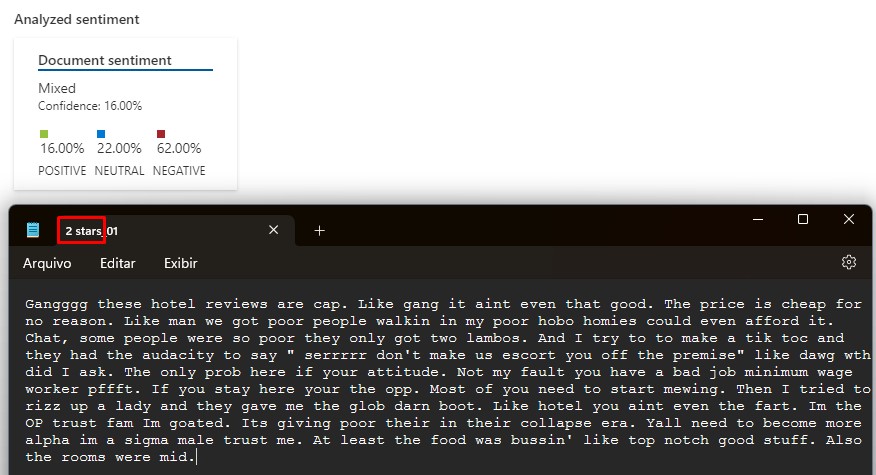 Analyzed sentiment
Document sentiment
Mixed
Confidence: 16.00%
16.00% 22.00% 62.00%
POSITIVE NEUTRAL NEGATIVE
2 stars_01
Arquivo Editar Exibir
Gangggg these hotel reviews are cap. Like gang it aint even that good. The price is cheap for
no reason. Like man we got poor people walkin in my poor hobo homies could even afford it.
Chat, some people were so poor they only got two lambos. And I try to to make a tik toc and
they had the audacity to say " serrrrr don't make us escort you off the premise" like dawg wth
did I ask. The only prob here if your attitude. Not my fault you have a bad job minimum wage
worker pffft. If you stay here your the opp. Most of you need to start mewing. Then I tried to
rizz up a lady and they gave me the glob darn boot. Like hotel you aint even the fart. Im the
OP trust fam Im goated. Its giving poor their in their collapse era. Yall need to become more
alpha im a sigma male trust me. At least the food was bussin' like top notch good stuff. Also
the rooms were mid.